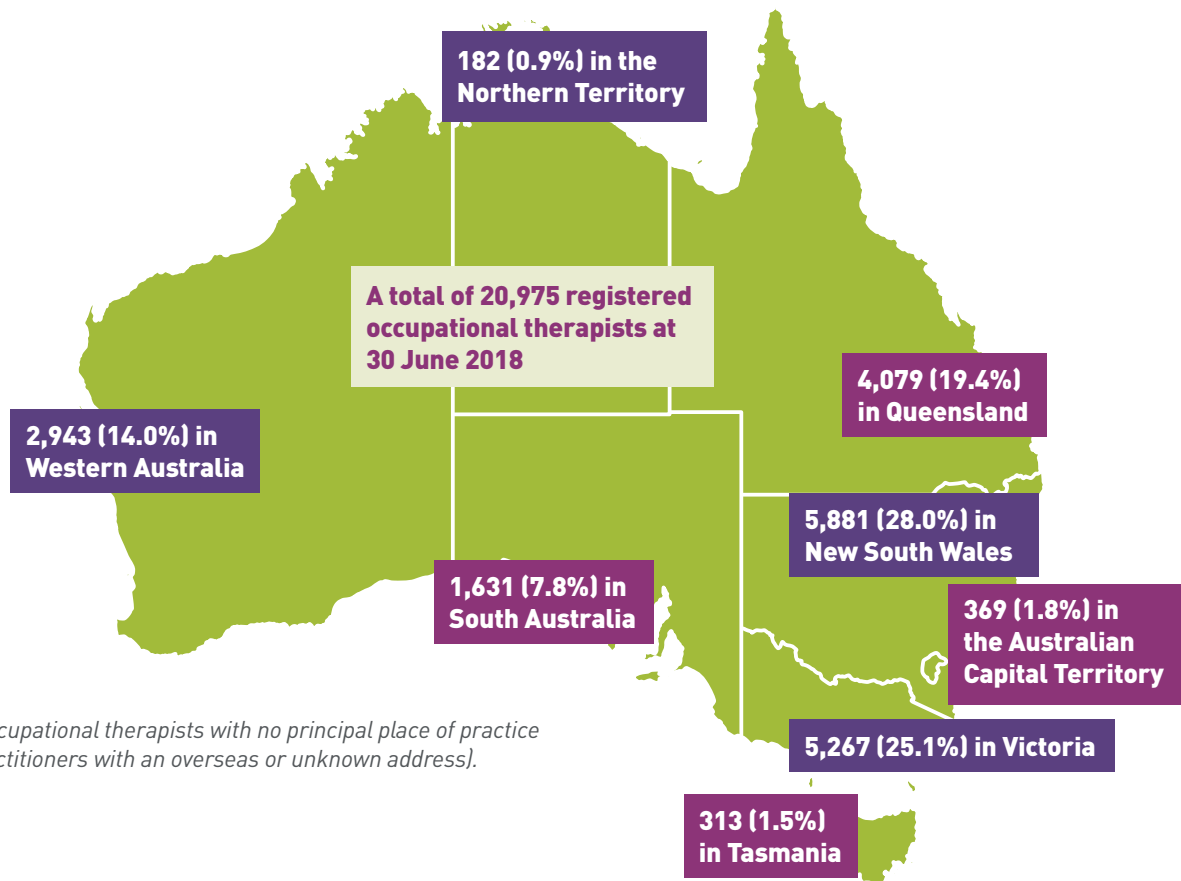 182 (0.9%) in the
Northern Territory
A total of 20,975 registered
occupational therapists at
30 June 2018
4,079 (19.4%)
in Queensland
2,943 (14.0%) in
Western Australia
5,881 (28.0%) in
New South Wales
1,631 (7.8%) in
South Australia
369 (1.8%) in
the Australian
Capital Territory
therapists with no principal place of practice
with an overseas or unknown address).
5,267 (25.1%) in Victoria
313 (1.5%)
in Tasmania